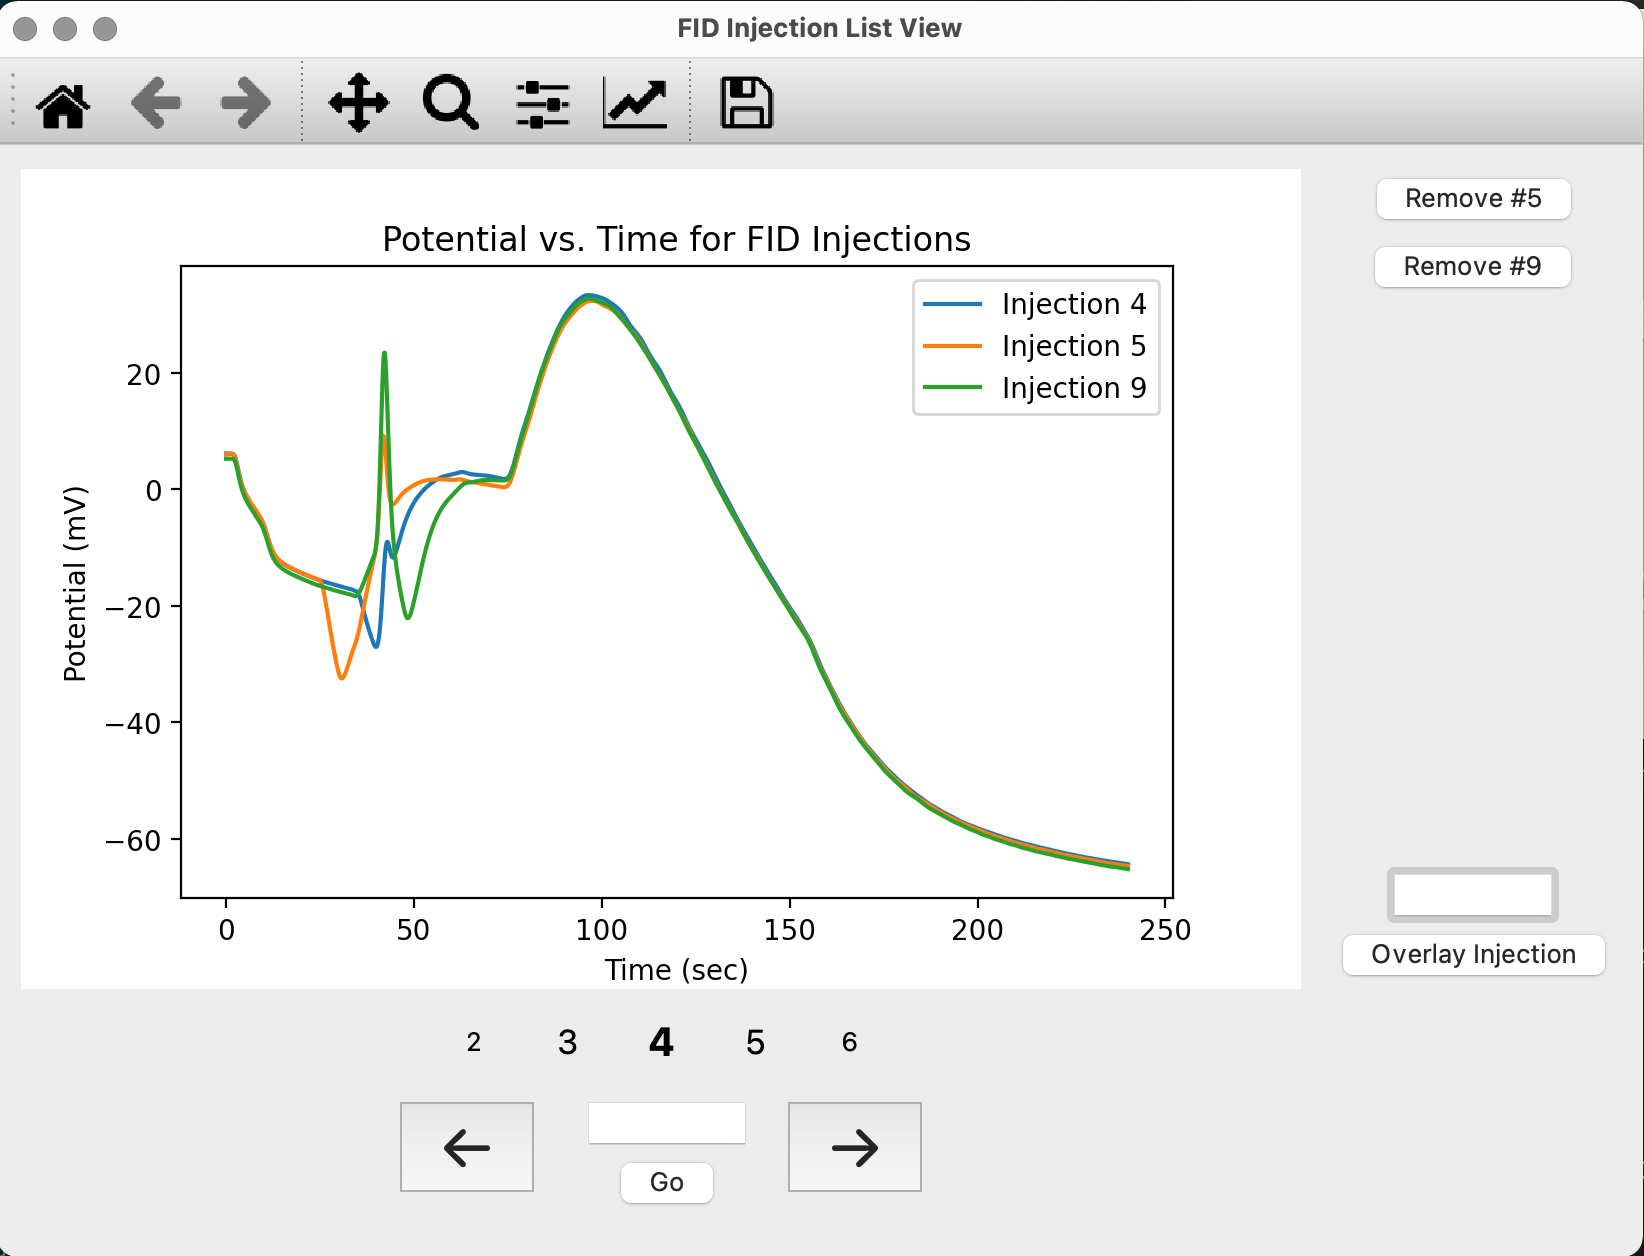 FID Injection List View
Remove #5
Remove #9
Potential vs. Time for FID Injections
Injection 4
Injection 5
Injection 9
20
0
−20
−40
−60
Potential (mV)
0 50 100 150 200 250
Time (sec)
Overlay Injection
2 3 4 5 6
Go